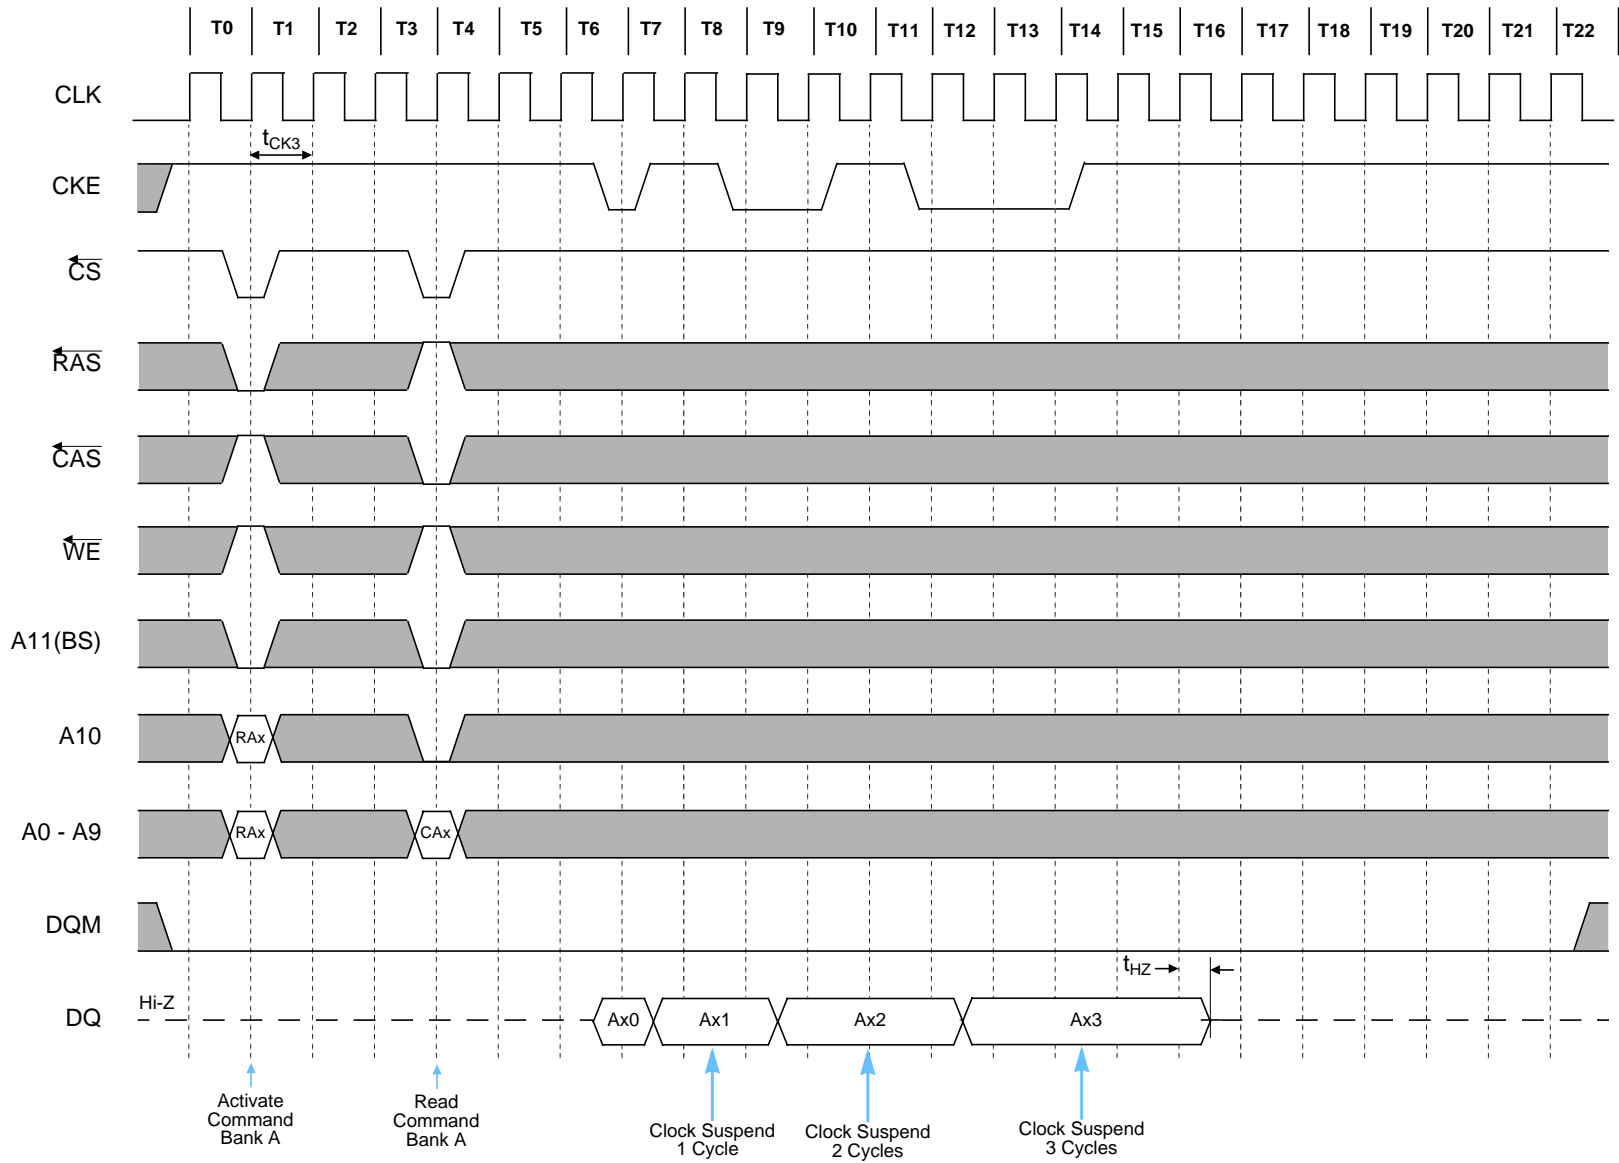 T0 T1 T2 T3 T4 T5 T6 T7 T8 T9 T10 T11 T12 T13 T14 T15 T16 T17 T18 T19 T20 T21 T22
CLK
tCK3
CKE
CS
RAS
CAS
WE
A11(BS)
A10
RAx
A0 - A9
RAx CAx
DQM
tHZ
Hi-Z
DQ
Ax0 Ax1 Ax2 Ax3
Activate
Command
Bank A
Read
Command
Bank A
Clock Suspend
1 Cycle
Clock Suspend
2 Cycles
Clock Suspend
3 Cycles